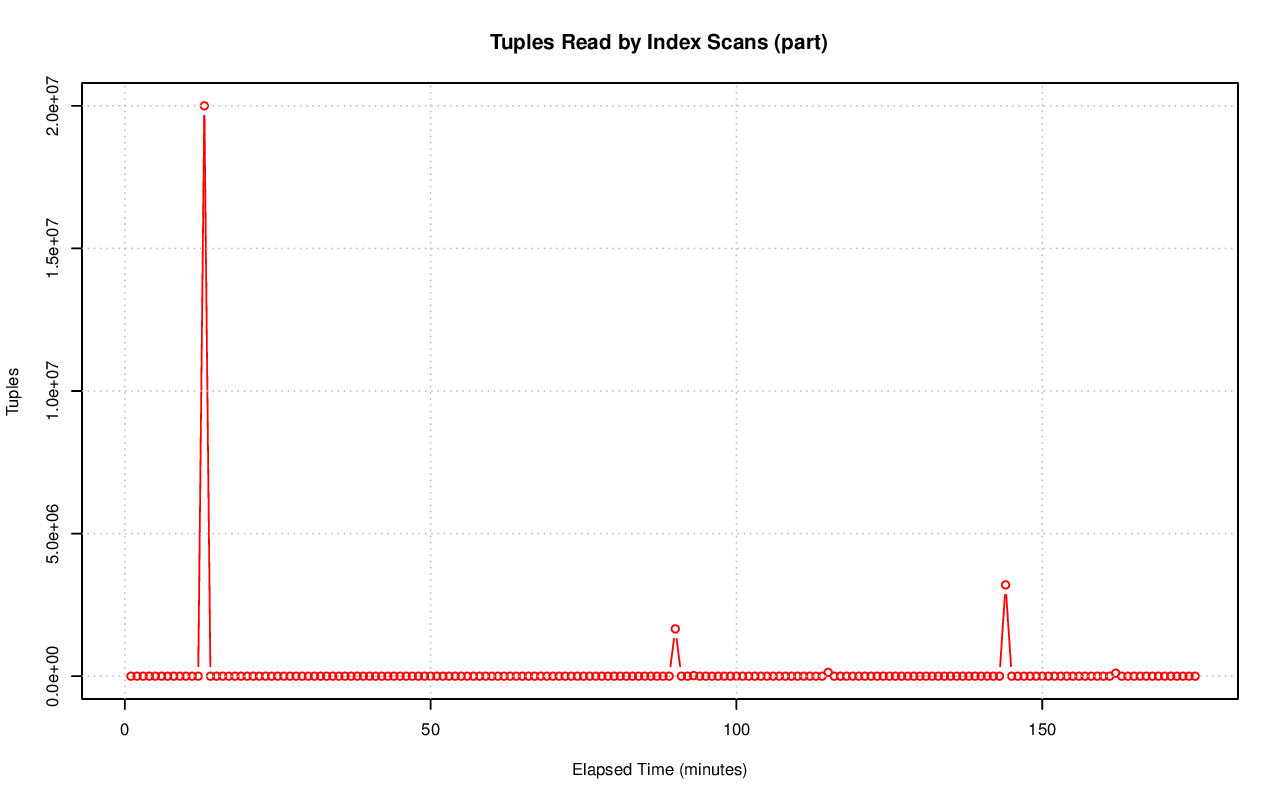 Tuples Read by Index Scans (part)
2.0e+07
1.5e+07
1.0e+07
5.0e+06
0.0e+00
Tuples
0 50 100 150
Elapsed Time (minutes)